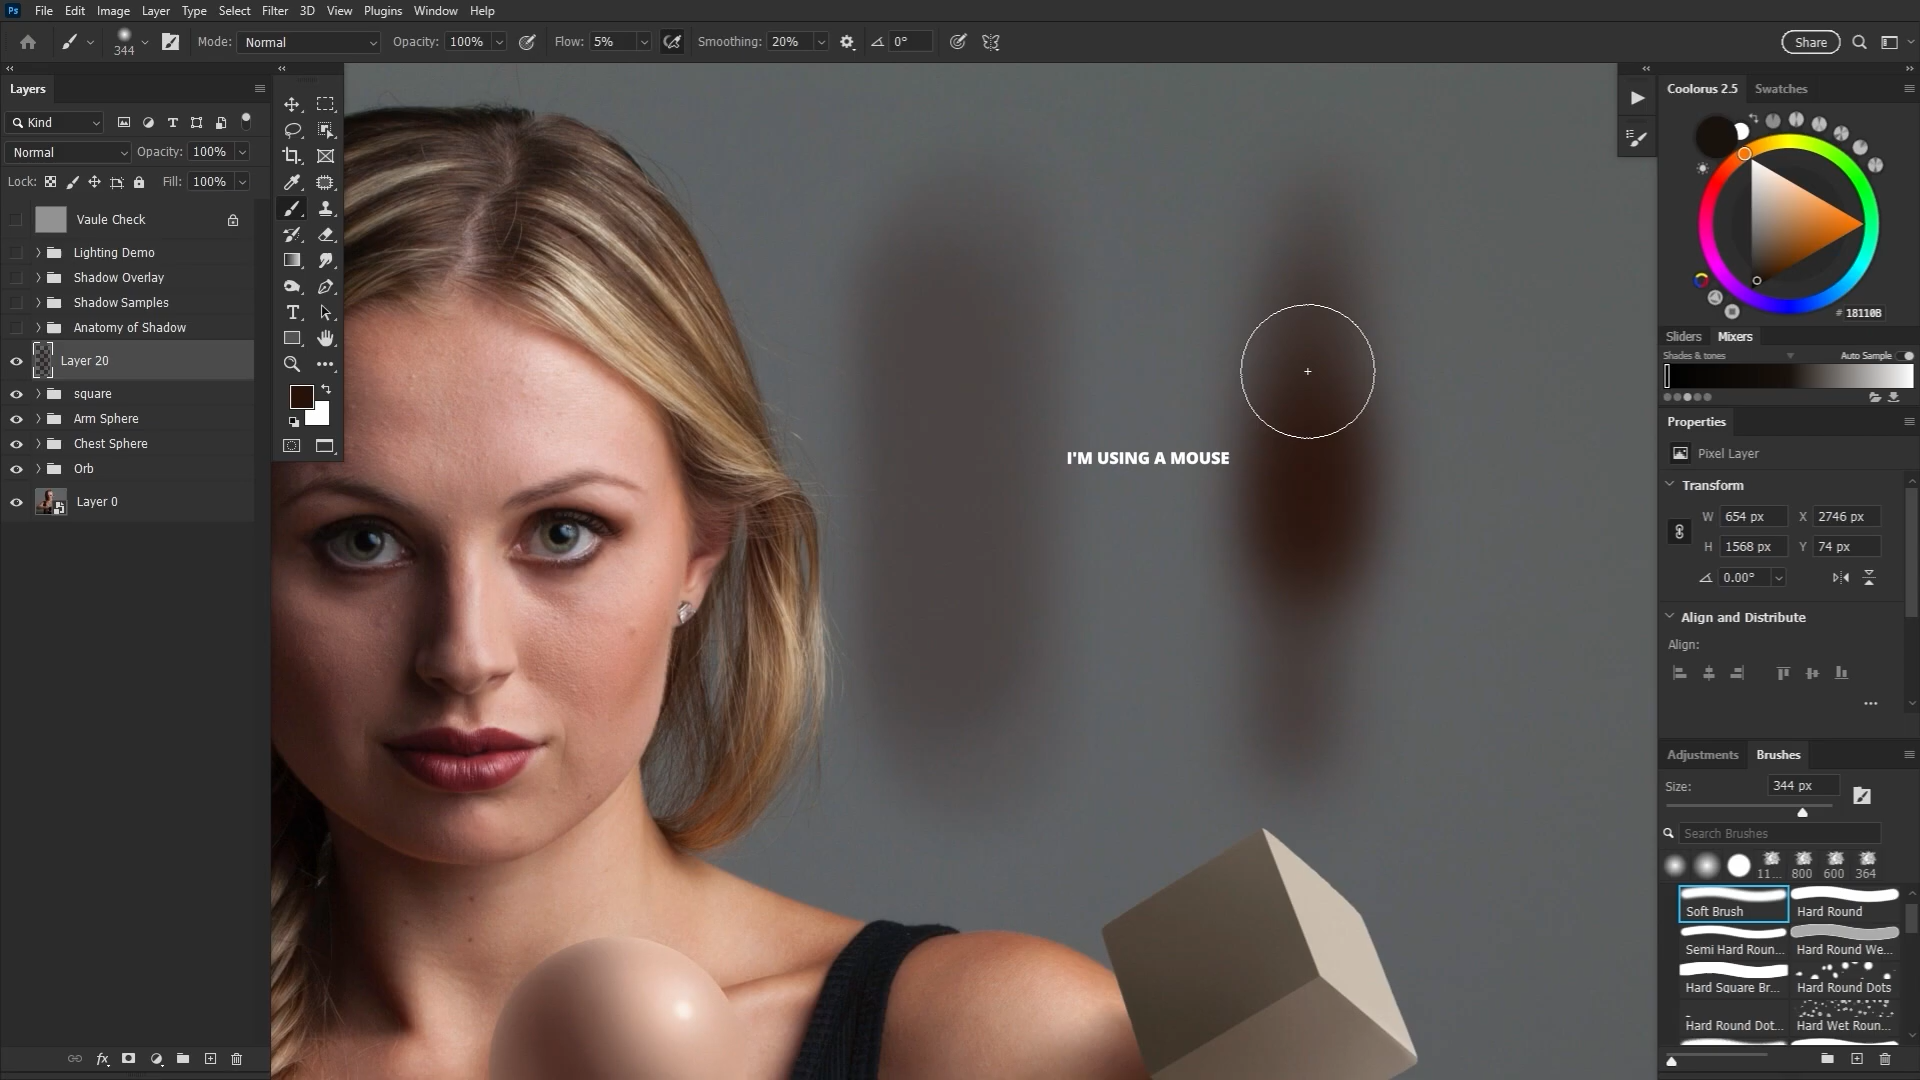 Ps File Edit Image Layer Type Select Filter 3D View Plugins Window Help
344 Mode: Normal Opacity: 100% Flow: 5% Smoothing: 20% 0° Share
Layers
Kind
Normal Opacity: 100%
Lock: Fill: 100%
Vaule Check
Lighting Demo
Shadow Overlay
Shadow Samples
Anatomy of Shadow
Layer 20
square
Arm Sphere
Chest Sphere
Orb
Layer 0
fx
T
I'M USING A MOUSE
Coolorus 2.5 Swatches
# 18110B
Sliders Mixers
Shades & tones Auto Sample
Properties
Pixel Layer
Transform
W 654 px X 2746 px
H 1568 px Y 74 px
0.00°
Align and Distribute
Align:
Adjustments Brushes
Size: 344 px
Search Brushes
11... 800 600 364
Soft Brush Hard Round
Semi Hard Roun... Hard Round We...
Hard Square Br... Hard Round Dots
Hard Round Dot... Hard Wet Roun...